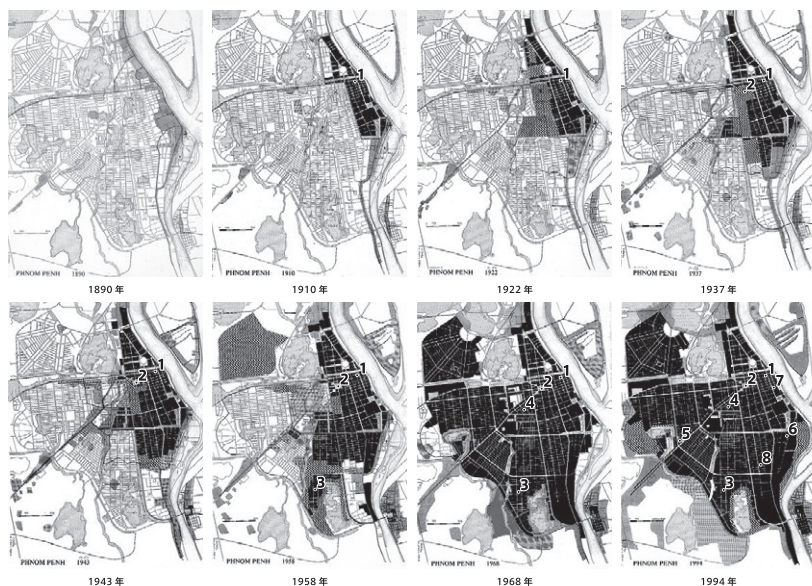 PHNOM PENH 1890
1890 年
1
PHNOM PENH 1910
1910 年
1
PHNOM PENH 1922
1922 年
1
2
PHNOM PENH 1937
1937 年
1
2
PHNOM PENH 1943
1943 年
1
2
3
PHNOM PENH 1958
1958 年
1
2
4
3
PHNOM PENH 1968
1968 年
1
7
2
4
6
5
8
3
PHNOM PENH 1994
1994 年